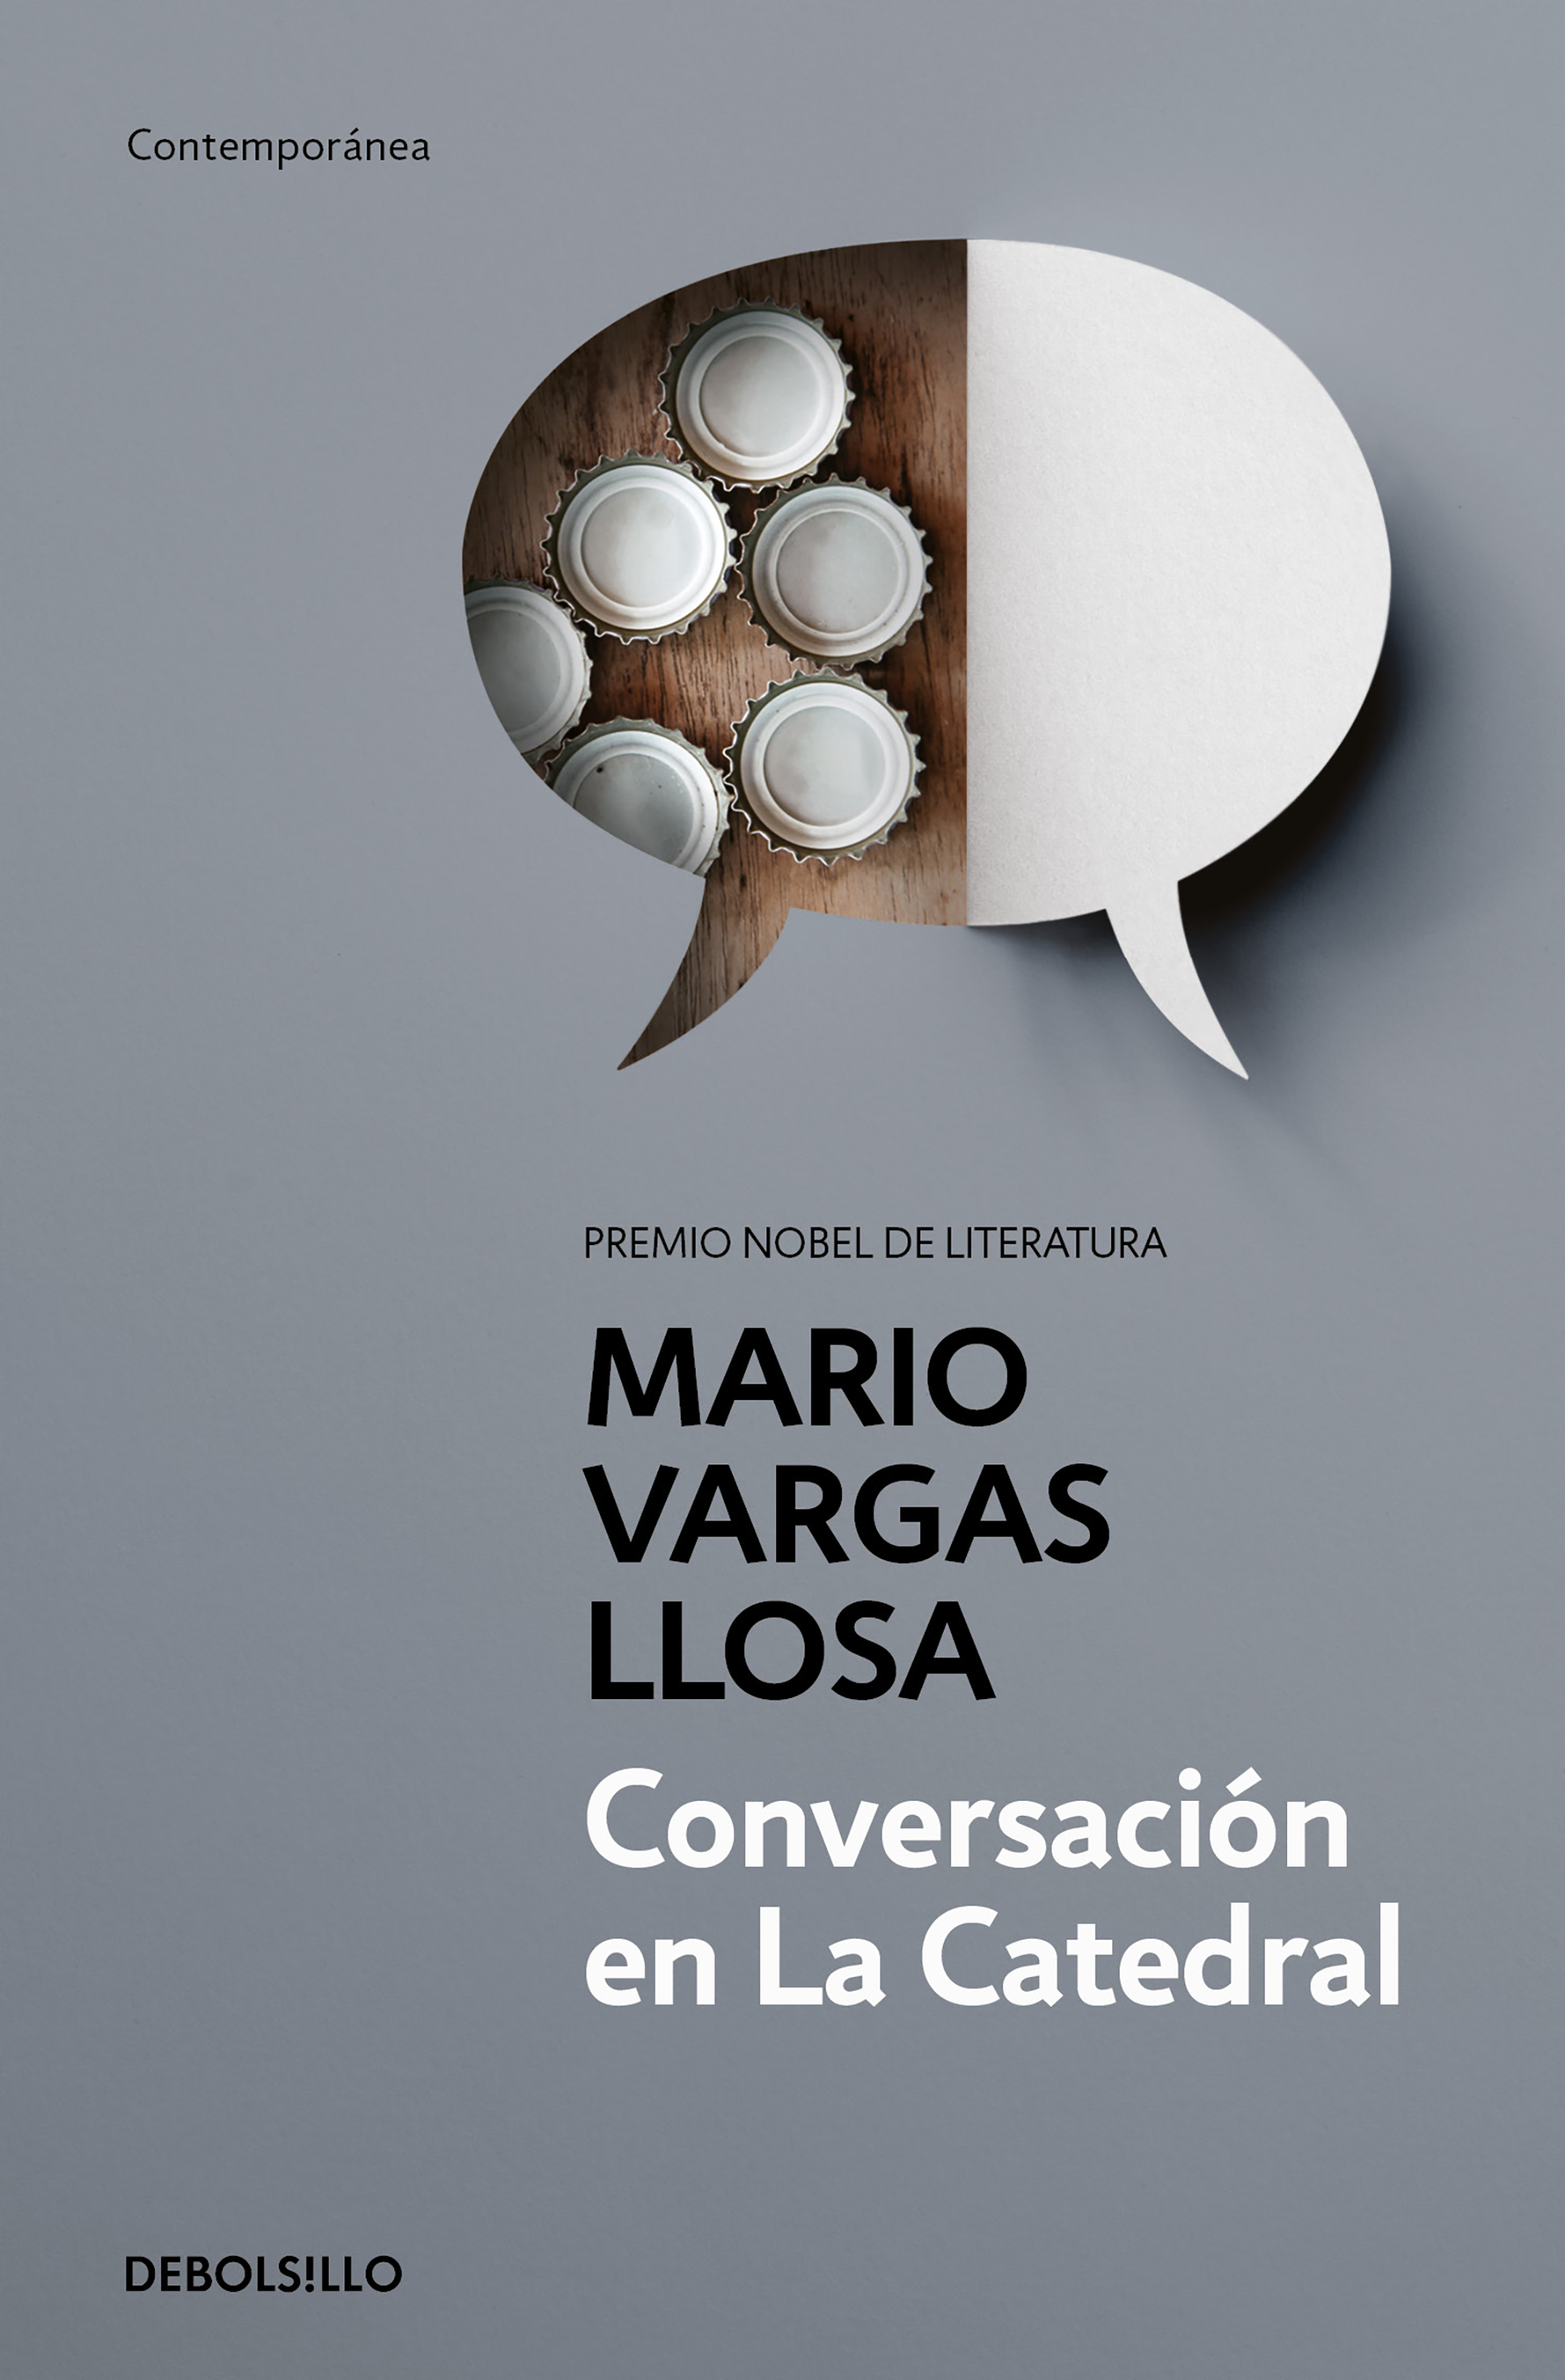 Contemporánea
PREMIO NOBEL DE LITERATURA
MARIO
VARGAS
LLOSA
Conversación
en La Catedral
DEBOLS!LLO